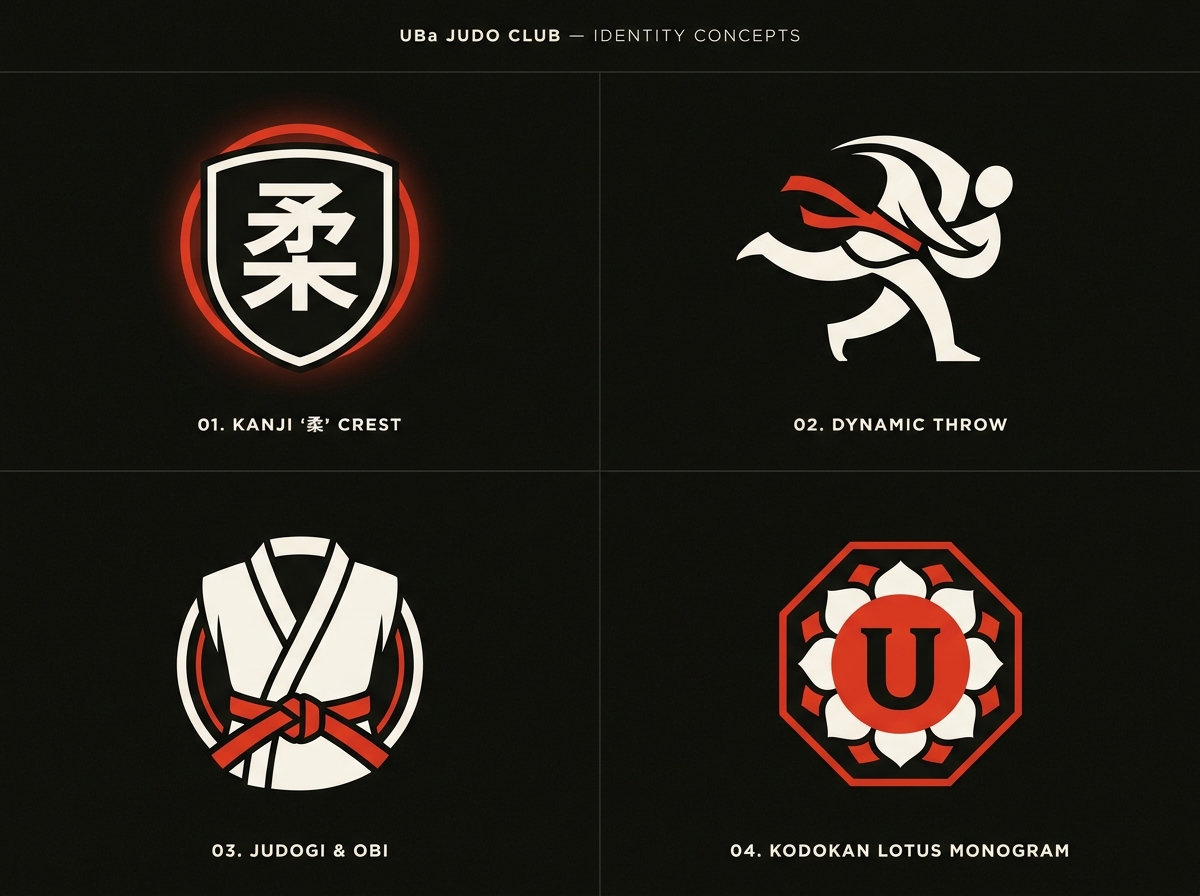 UBa JUDO CLUB — IDENTITY CONCEPTS
柔
01. KANJI ‘柔’ CREST
02. DYNAMIC THROW
U
03. JUDOGI & OBI
04. KODOKAN LOTUS MONOGRAM